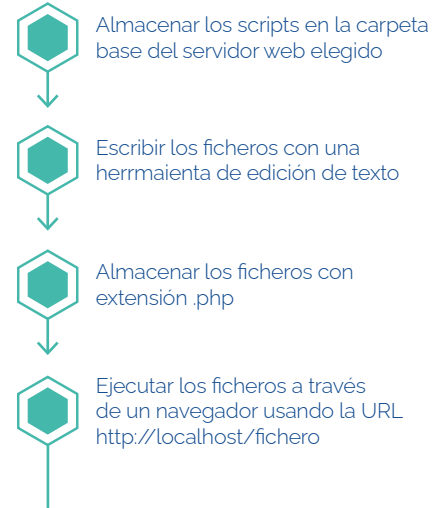 Almacenar los scripts en la carpeta
base del servidor web elegido
Escribir los ficheros con una
herrmaienta de edición de texto
Almacenar los ficheros con
extensión .php
Ejecutar los ficheros a través
de un navegador usando la URL
http://localhost/fichero